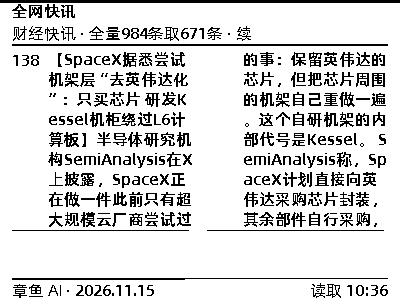 全网快讯
财经快讯 · 全量984条取671条 · 续
138 【SpaceX据悉尝试
机架层“去英伟达化
”：只买芯片 研发K
essel机柜绕过L6计
算板】半导体研究机
构SemiAnalysis在X
上披露，SpaceX正
在做一件此前只有超
大规模云厂商尝试过
的事：保留英伟达的
芯片，但把芯片周围
的机架自己重做一遍
。这个自研机架的内
部代号是Kessel。 S
emiAnalysis称，Sp
aceX计划直接向英
伟达采购芯片封装，
其余部件自行采购，
章鱼 AI · 2026.11.15
读取 10:36